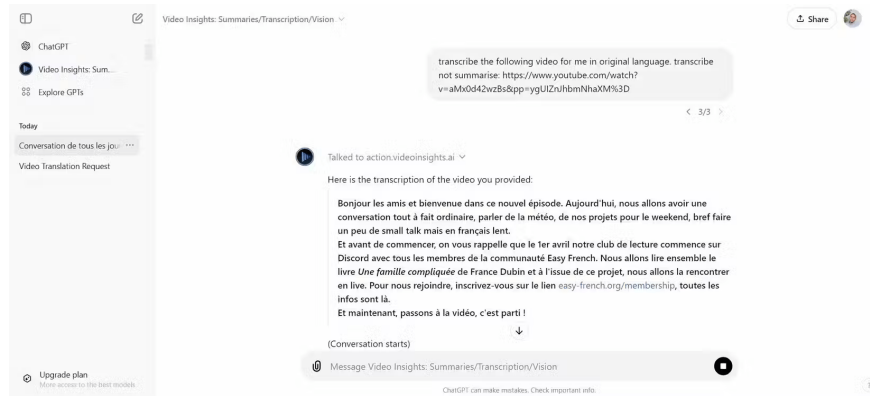 Video Insights: Summaries/Transcription/Vision
Share
ChatGPT
Video Insights: Sum...
Explore GPTs
Today
Conversation de tous les jou ···
Video Translation Request
transcribe the following video for me in original language. transcribe
not summarise: https://www.youtube.com/watch?
v=aMx0d42wzBs&pp=ygUIZnJhbmNhaXM%3D
< 3/3 >
Talked to action.videoinsights.ai
Here is the transcription of the video you provided:
Bonjour les amis et bienvenue dans ce nouvel épisode. Aujourd'hui, nous allons avoir une
conversation tout à fait ordinaire, parler de la météo, de nos projets pour le weekend, bref faire
un peu de small talk mais en français lent.
Et avant de commencer, on vous rappelle que le 1er avril notre club de lecture commence sur
Discord avec tous les membres de la communauté Easy French. Nous allons lire ensemble le
livre Une famille compliquée de France Dubin et à l'issue de ce projet, nous allons la rencontrer
en live. Pour nous rejoindre, inscrivez-vous sur le lien easy-french.org/membership, toutes les
infos sont là.
Et maintenant, passons à la vidéo, c'est parti !
(Conversation starts)
Message Video Insights: Summaries/Transcription/Vision
Upgrade plan
More access to the best models
ChatGPT can make mistakes. Check important info.